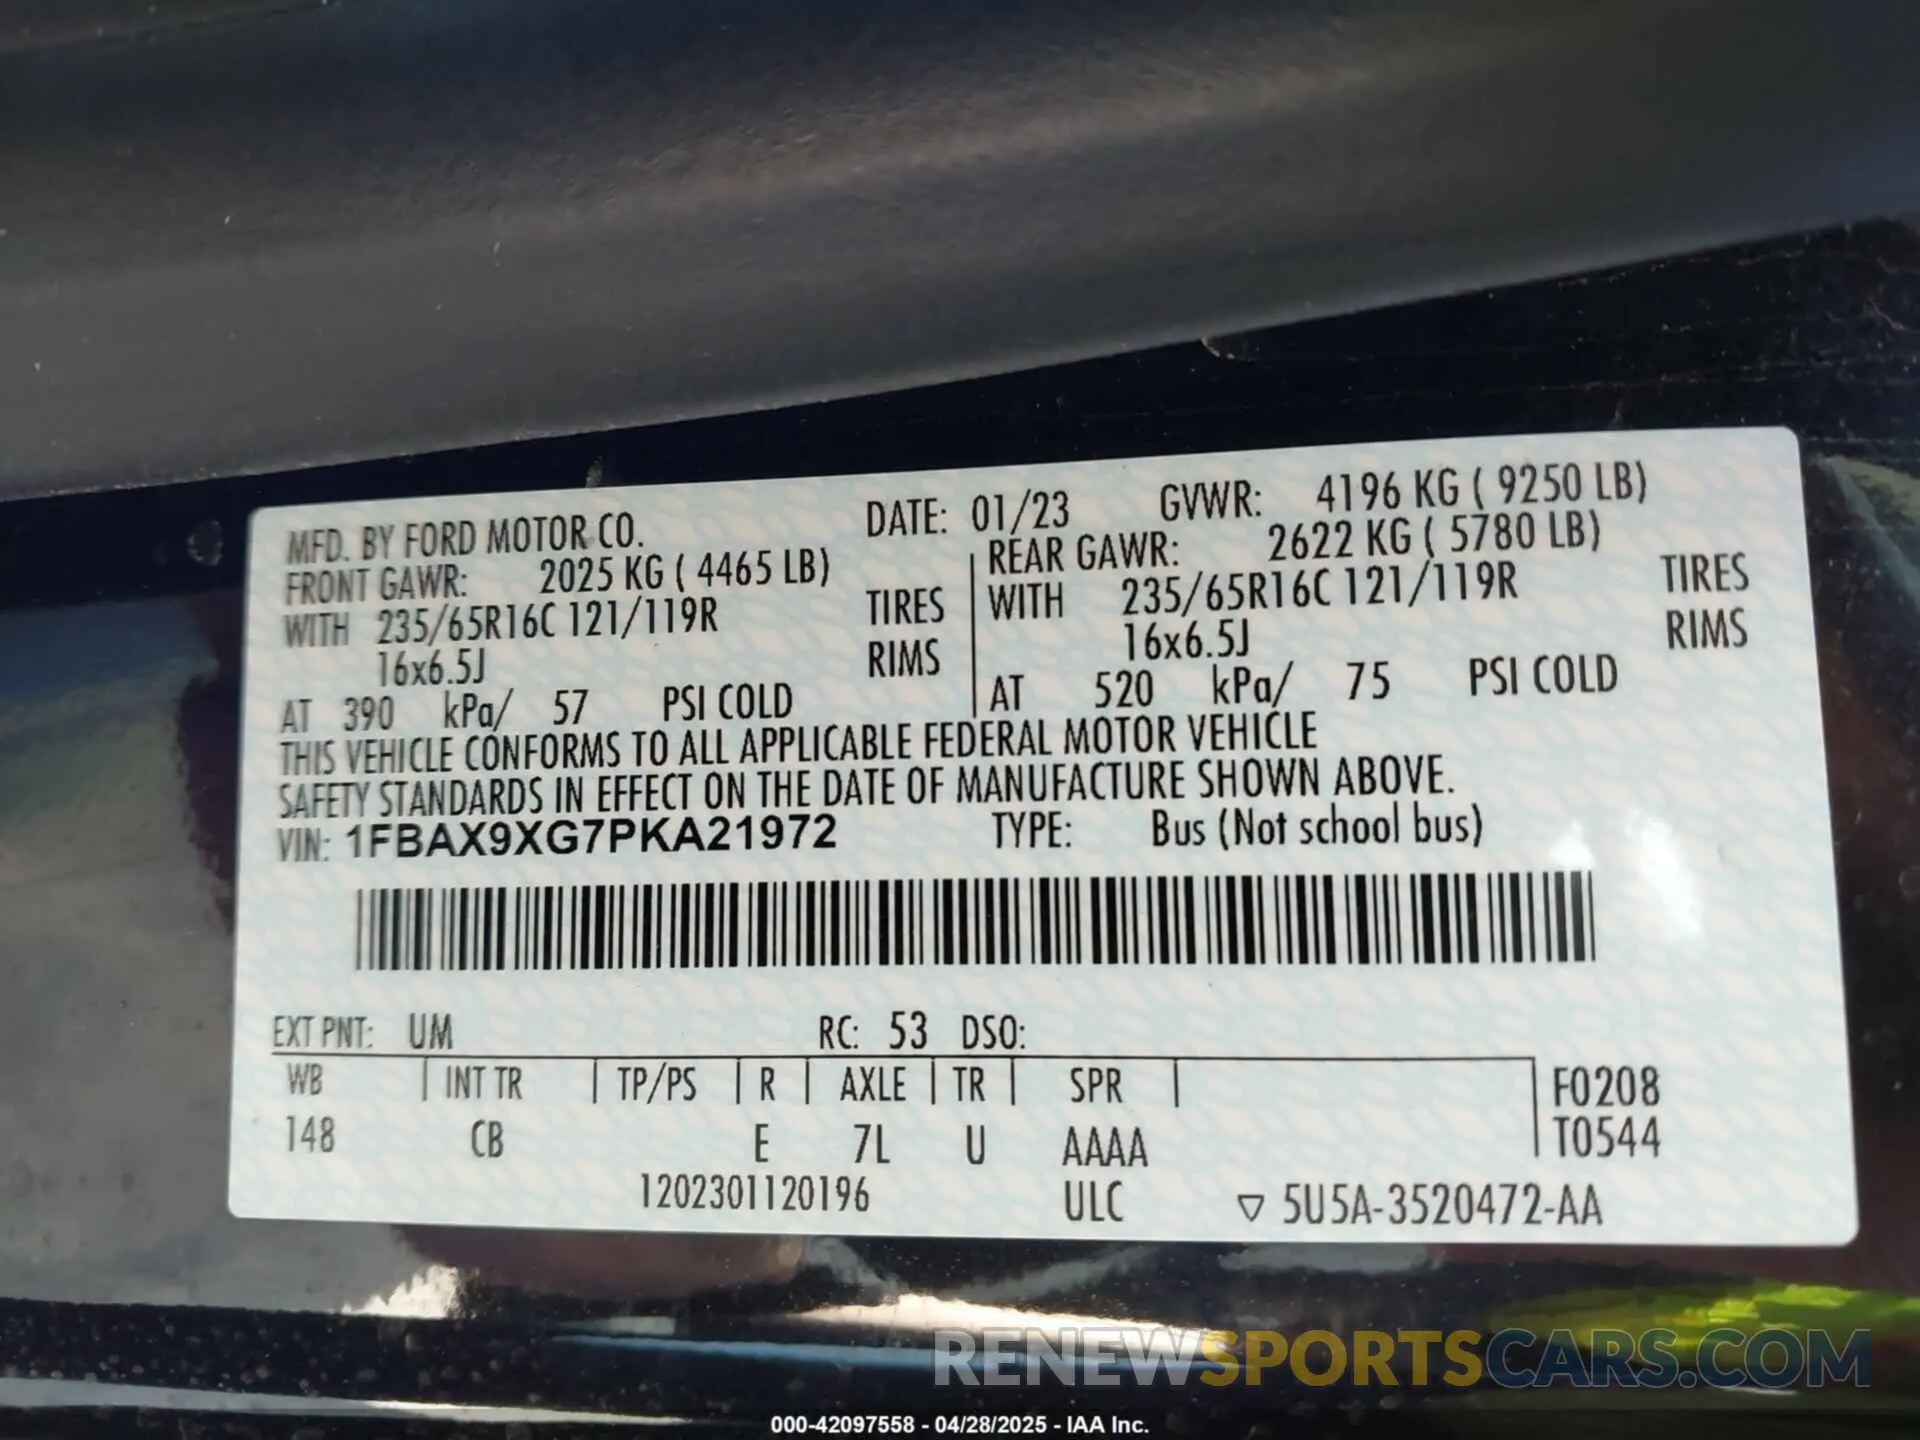 MFD. BY FORD MOTOR CO. DATE: 01/23 GVWR: 4196 KG ( 9250 LB)
FRONT GAWR: 2025 KG ( 4465 LB) REAR GAWR: 2622 KG ( 5780 LB)
WITH 235/65R16C 121/119R TIRES WITH 235/65R16C 121/119R TIRES
16x6.5J RIMS 16x6.5J RIMS
AT 390 kPa/ 57 PSI COLD AT 520 kPa/ 75 PSI COLD
THIS VEHICLE CONFORMS TO ALL APPLICABLE FEDERAL MOTOR VEHICLE
SAFETY STANDARDS IN EFFECT ON THE DATE OF MANUFACTURE SHOWN ABOVE.
VIN: 1FBAX9XG7PKA21972 TYPE: Bus (Not school bus)
EXT PNT: UM RC: 53 DSO:
WB INT TR TP/PS R AXLE TR SPR F0208
148 CB E 7L U AAAA T0544
1202301120196 ULC ▽ 5U5A-3520472-AA
RENEWSPORTSCARS.COM
000-42097558 - 04/28/2025 - IAA Inc.